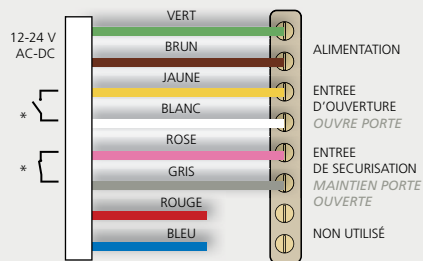 VERT
12-24 V
AC-DC
BRUN
ALIMENTATION
JAUNE
ENTREE
D'OUVERTURE
OUVRE PORTE
*
BLANC
ROSE
ENTREE
DE SECURISATION
MAINTIEN PORTE
OUVERTE
*
GRIS
ROUGE
BLEU
NON UTILISÉ